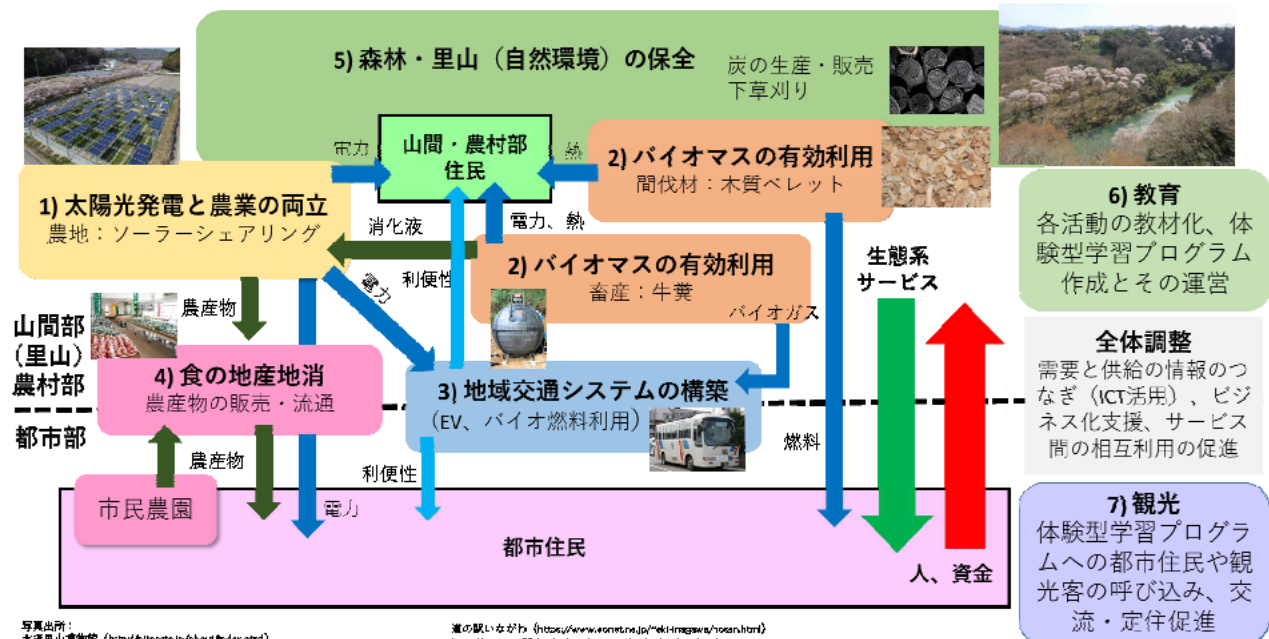 5) 森林・里山（自然環境）の保全
炭の生産・販売
下草刈り
電力
山間・農村部
住民
熱
2) バイオマスの有効利用
間伐材：木質ペレット
1) 太陽光発電と農業の両立
農地：ソーラーシェアリング
消化液
電力、熱
利便性
2) バイオマスの有効利用
畜産：牛糞
生態系
サービス
6) 教育
各活動の教材化、体
験型学習プログラム
作成とその運営
電力
農産物
バイオガス
山間部
（里山）
農村部
4) 食の地産地消
農産物の販売・流通
3) 地域交通システムの構築
（EV、バイオ燃料利用）
全体調整
需要と供給の情報のつ
なぎ（ICT活用）、ビジ
ネス化支援、サービス
間の相互利用の促進
都市部
農産物
利便性
燃料
市民農園
電力
都市住民
人、資金
7) 観光
体験型学習プログラ
ムへの都市住民や観
光客の呼び込み、交
流・定住促進
写真出所：
道の駅いながわ